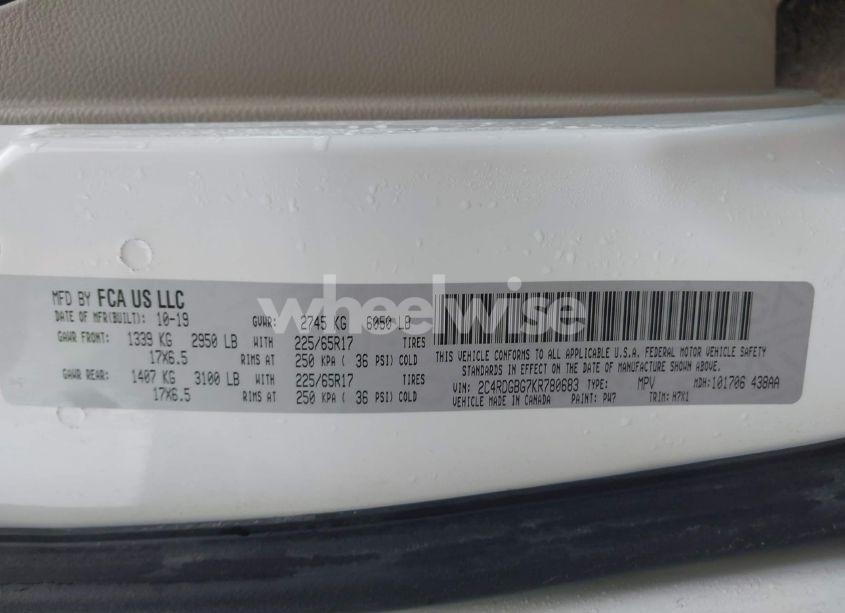 MFD BY FCA US LLC
DATE OF MFR(BUILT): 10-19 GVWR: 2745 KG 6050 LB
GAWR FRONT: 1339 KG 2950 LB WITH 225/65R17 TIRES
17X6.5 RIMS AT 250 KPA ( 36 PSI) COLD
GAWR REAR: 1407 KG 3100 LB WITH 225/65R17 TIRES
17X6.5 RIMS AT 250 KPA ( 36 PSI) COLD
THIS VEHICLE CONFORMS TO ALL APPLICABLE U.S.A. FEDERAL MOTOR VEHICLE SAFETY
STANDARDS IN EFFECT ON THE DATE OF MANUFACTURE SHOWN ABOVE.
VIN: 2C4RDGBG7KR780683 TYPE: MPV MDH:101706 438AA
VEHICLE MADE IN CANADA PAINT: PW7 TRIM: H7X1
wheelwise